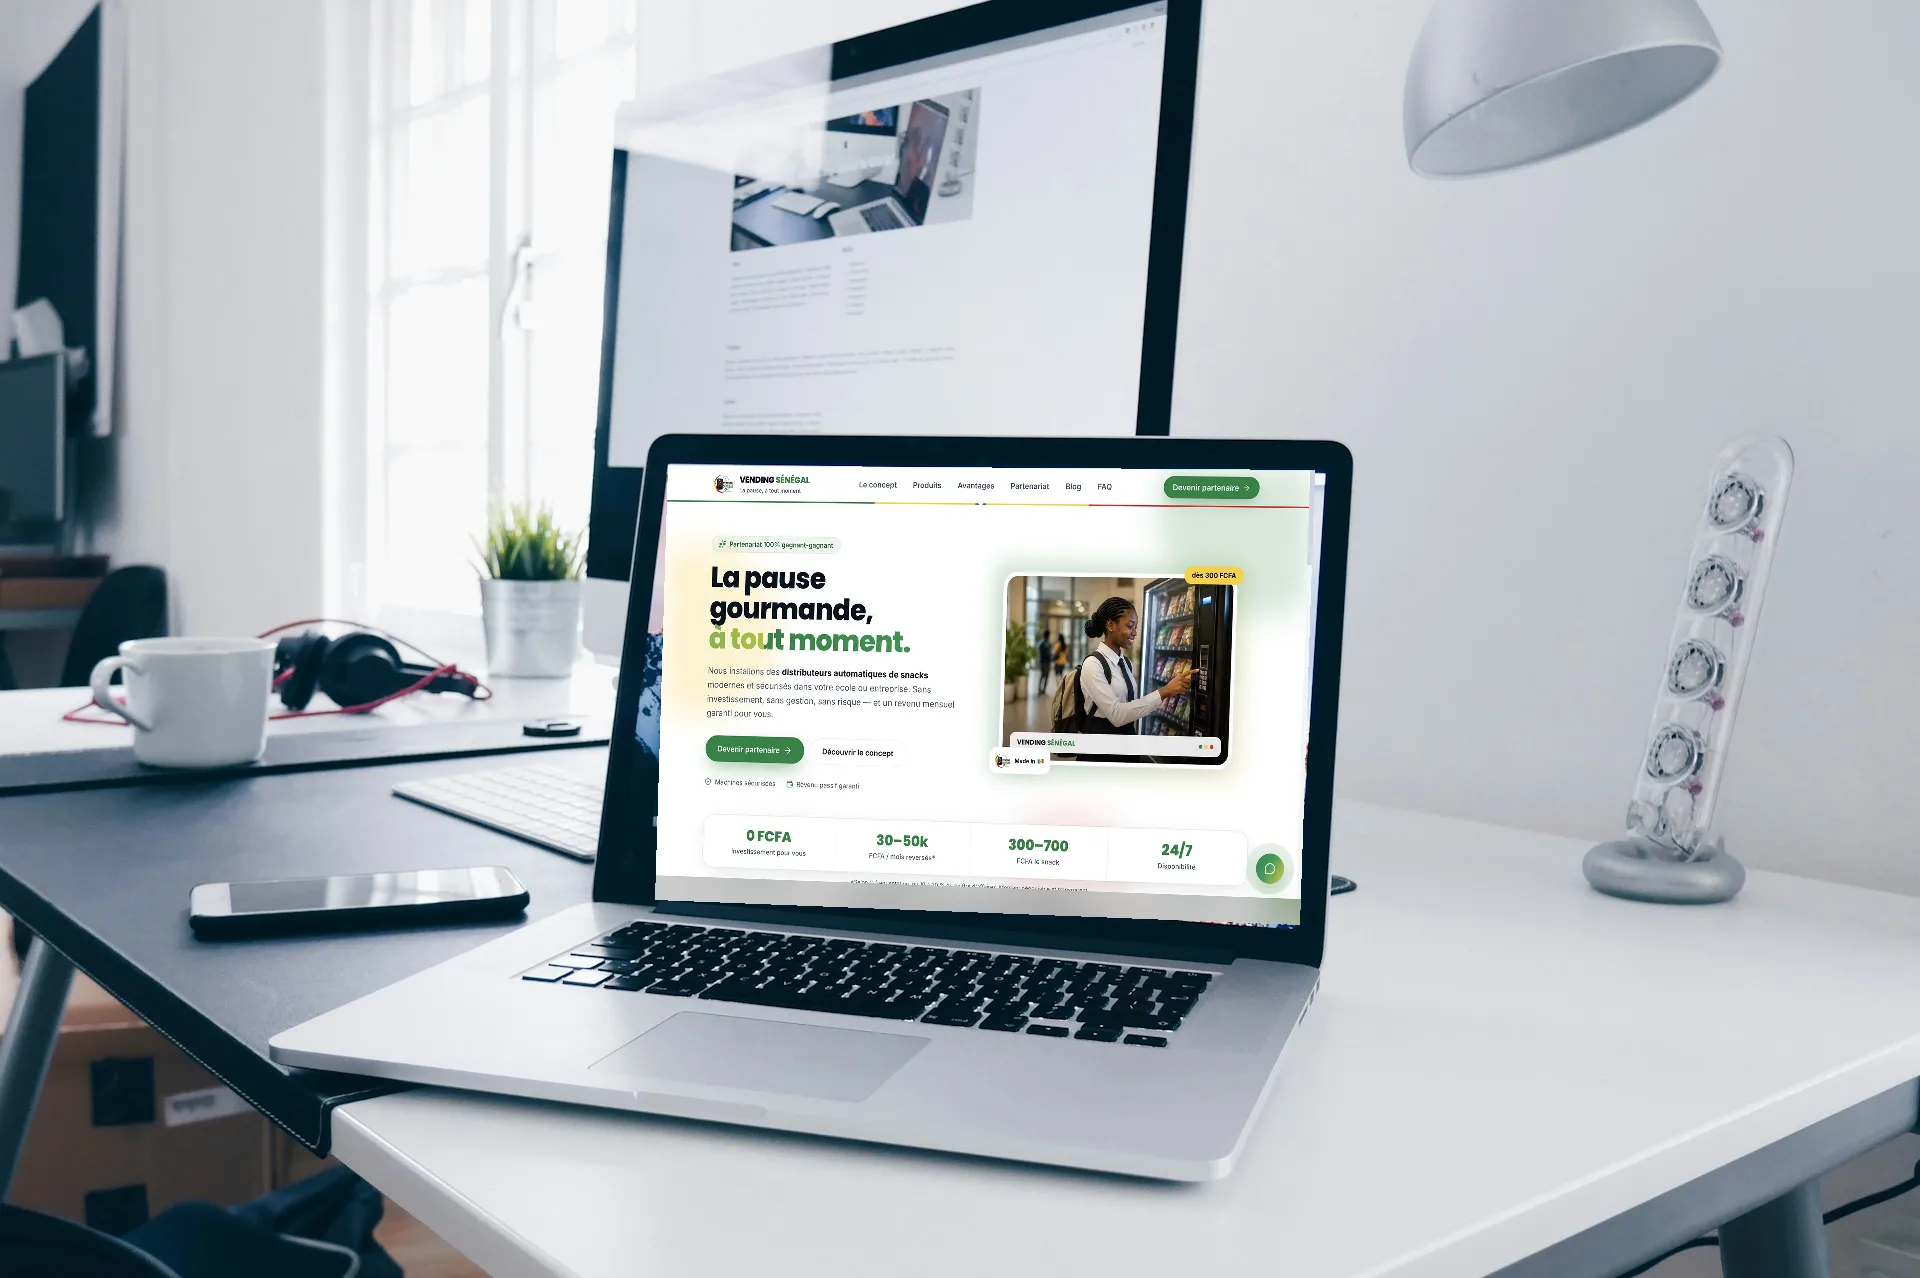 VENDING SÉNÉGAL
La pause, à tout moment
Le concept
Produits
Avantages
Partenariat
Blog
FAQ
Devenir partenaire →
Partenariat 100% gagnant-gagnant
La pause
gourmande,
à tout moment.
Nous installons des distributeurs automatiques de snacks
modernes et sécurisés dans votre école ou entreprise. Sans
investissement, sans gestion, sans risque — et un revenu mensuel
garanti pour vous.
Devenir partenaire →
Découvrir le concept
Machines sécurisées
Revenu passif garanti
dès 300 FCFA
VENDING SÉNÉGAL
Made in
0 FCFA
Investissement pour vous
30–50k
FCFA / mois reversés*
300–700
FCFA le snack
24/7
Disponibilité